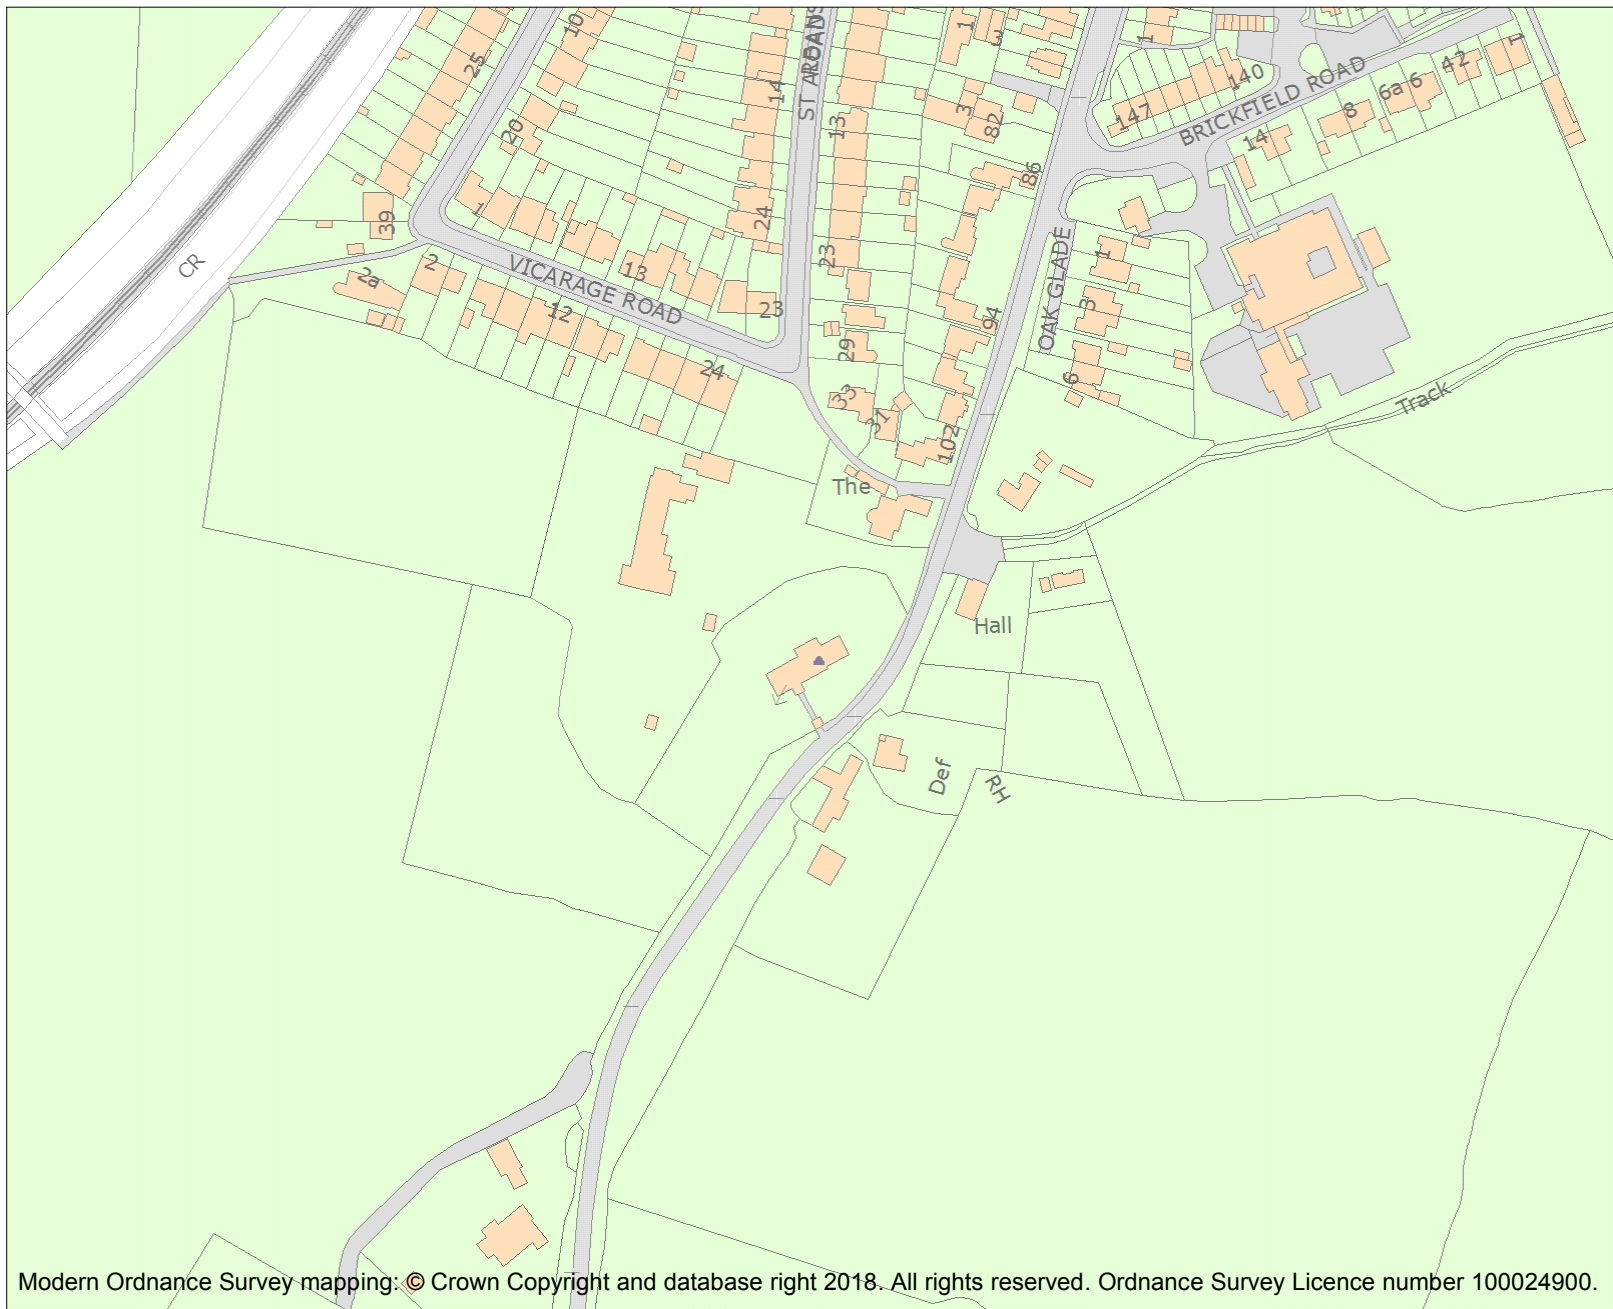 10
25
ST
ROAD
14
13
1
3
1
140
147
BRICKFIELD ROAD
42
1
6a 6
8
14
3
82
86
20
39
1
24
23
CR
2a
2
VICARAGE ROAD
13
12
23
24
29
33
31
94
102
OAK GLADE
1
3
6
Track
The
Hall
Def
RH
Modern Ordnance Survey mapping: © Crown Copyright and database right 2018. All rights reserved. Ordnance Survey Licence number 100024900.